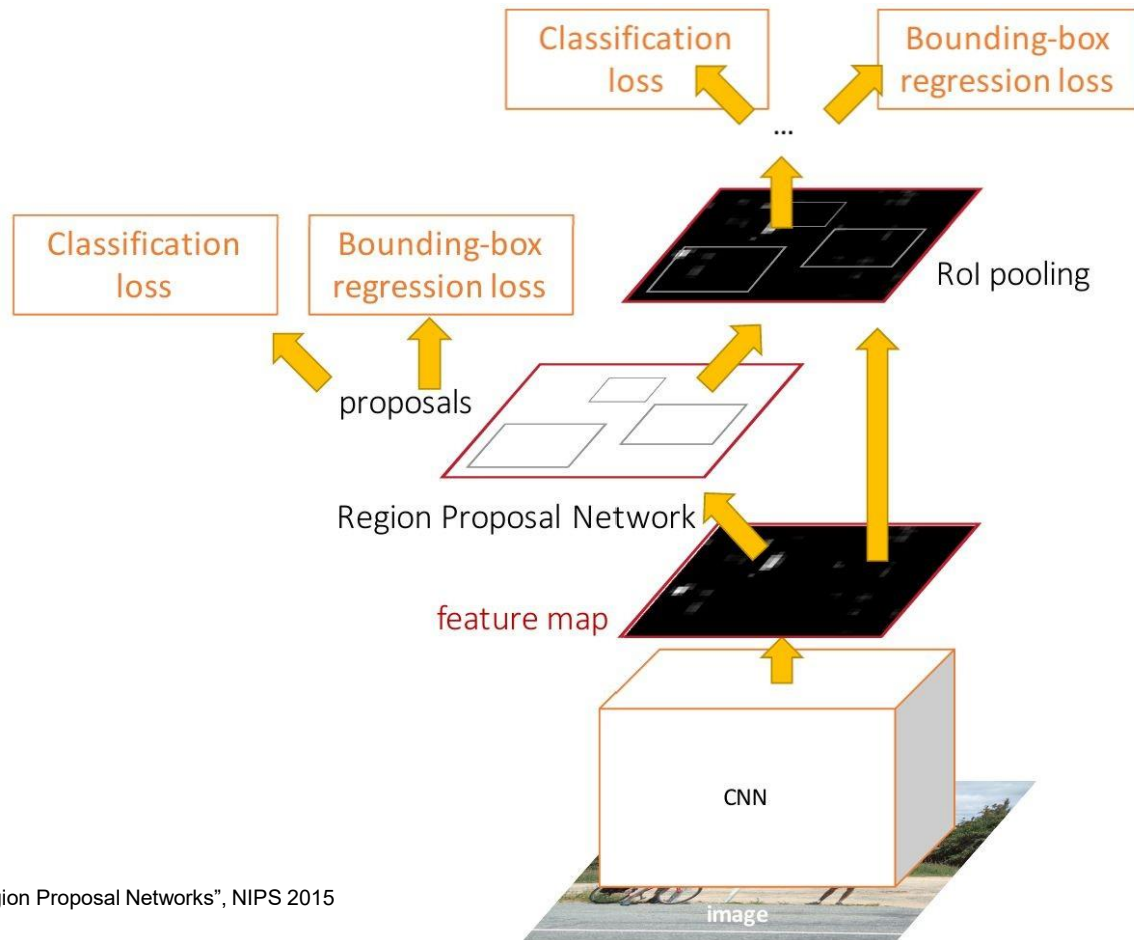 Classification
loss
Bounding-box
regression loss
...
Classification
loss
Bounding-box
regression loss
RoI pooling
proposals
Region Proposal Network
feature map
CNN
image
gion Proposal Networks”, NIPS 2015